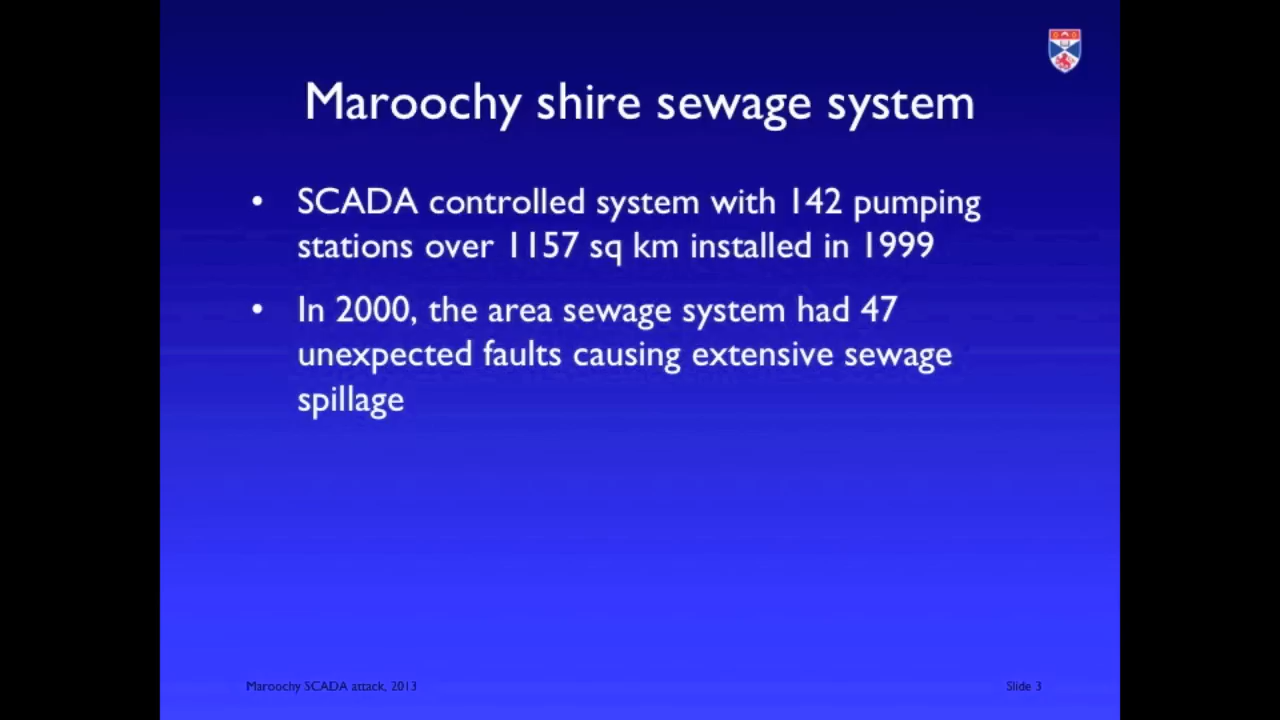 Maroochy shire sewage system
• SCADA controlled system with 142 pumping
stations over 1157 sq km installed in 1999
• In 2000, the area sewage system had 47
unexpected faults causing extensive sewage
spillage
Maroochy SCADA attack, 2013
Slide 3